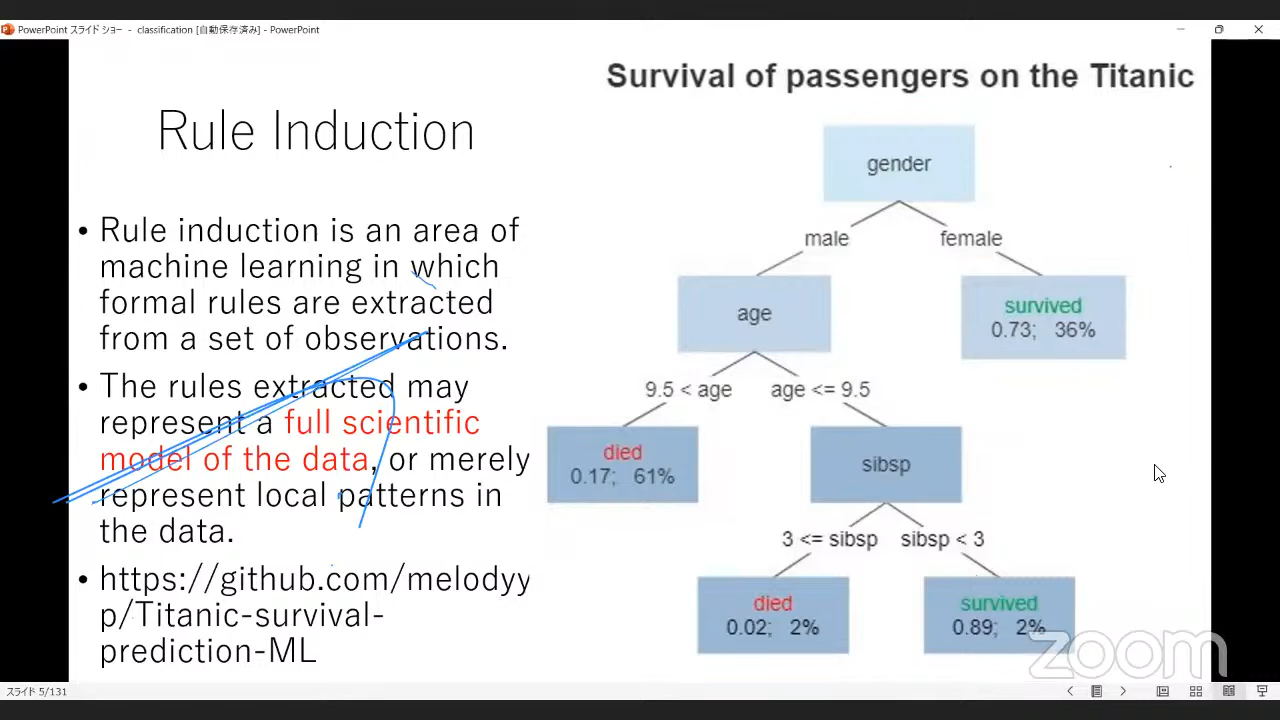 PowerPoint スライド ショー - classification [自動保存済み] - PowerPoint
Rule Induction
• Rule induction is an area of
machine learning in which
formal rules are extracted
from a set of observations.
• The rules extracted may
represent a full scientific
model of the data, or merely
represent local patterns in
the data.
• https://github.com/melodyy
p/Titanic-survival-
prediction-ML
Survival of passengers on the Titanic
gender
male female
age
survived
0.73; 36%
9.5 < age age <= 9.5
died
0.17; 61%
sibsp
3 <= sibsp sibsp < 3
died
0.02; 2%
survived
0.89; 2%
zoom
スライド 5/131